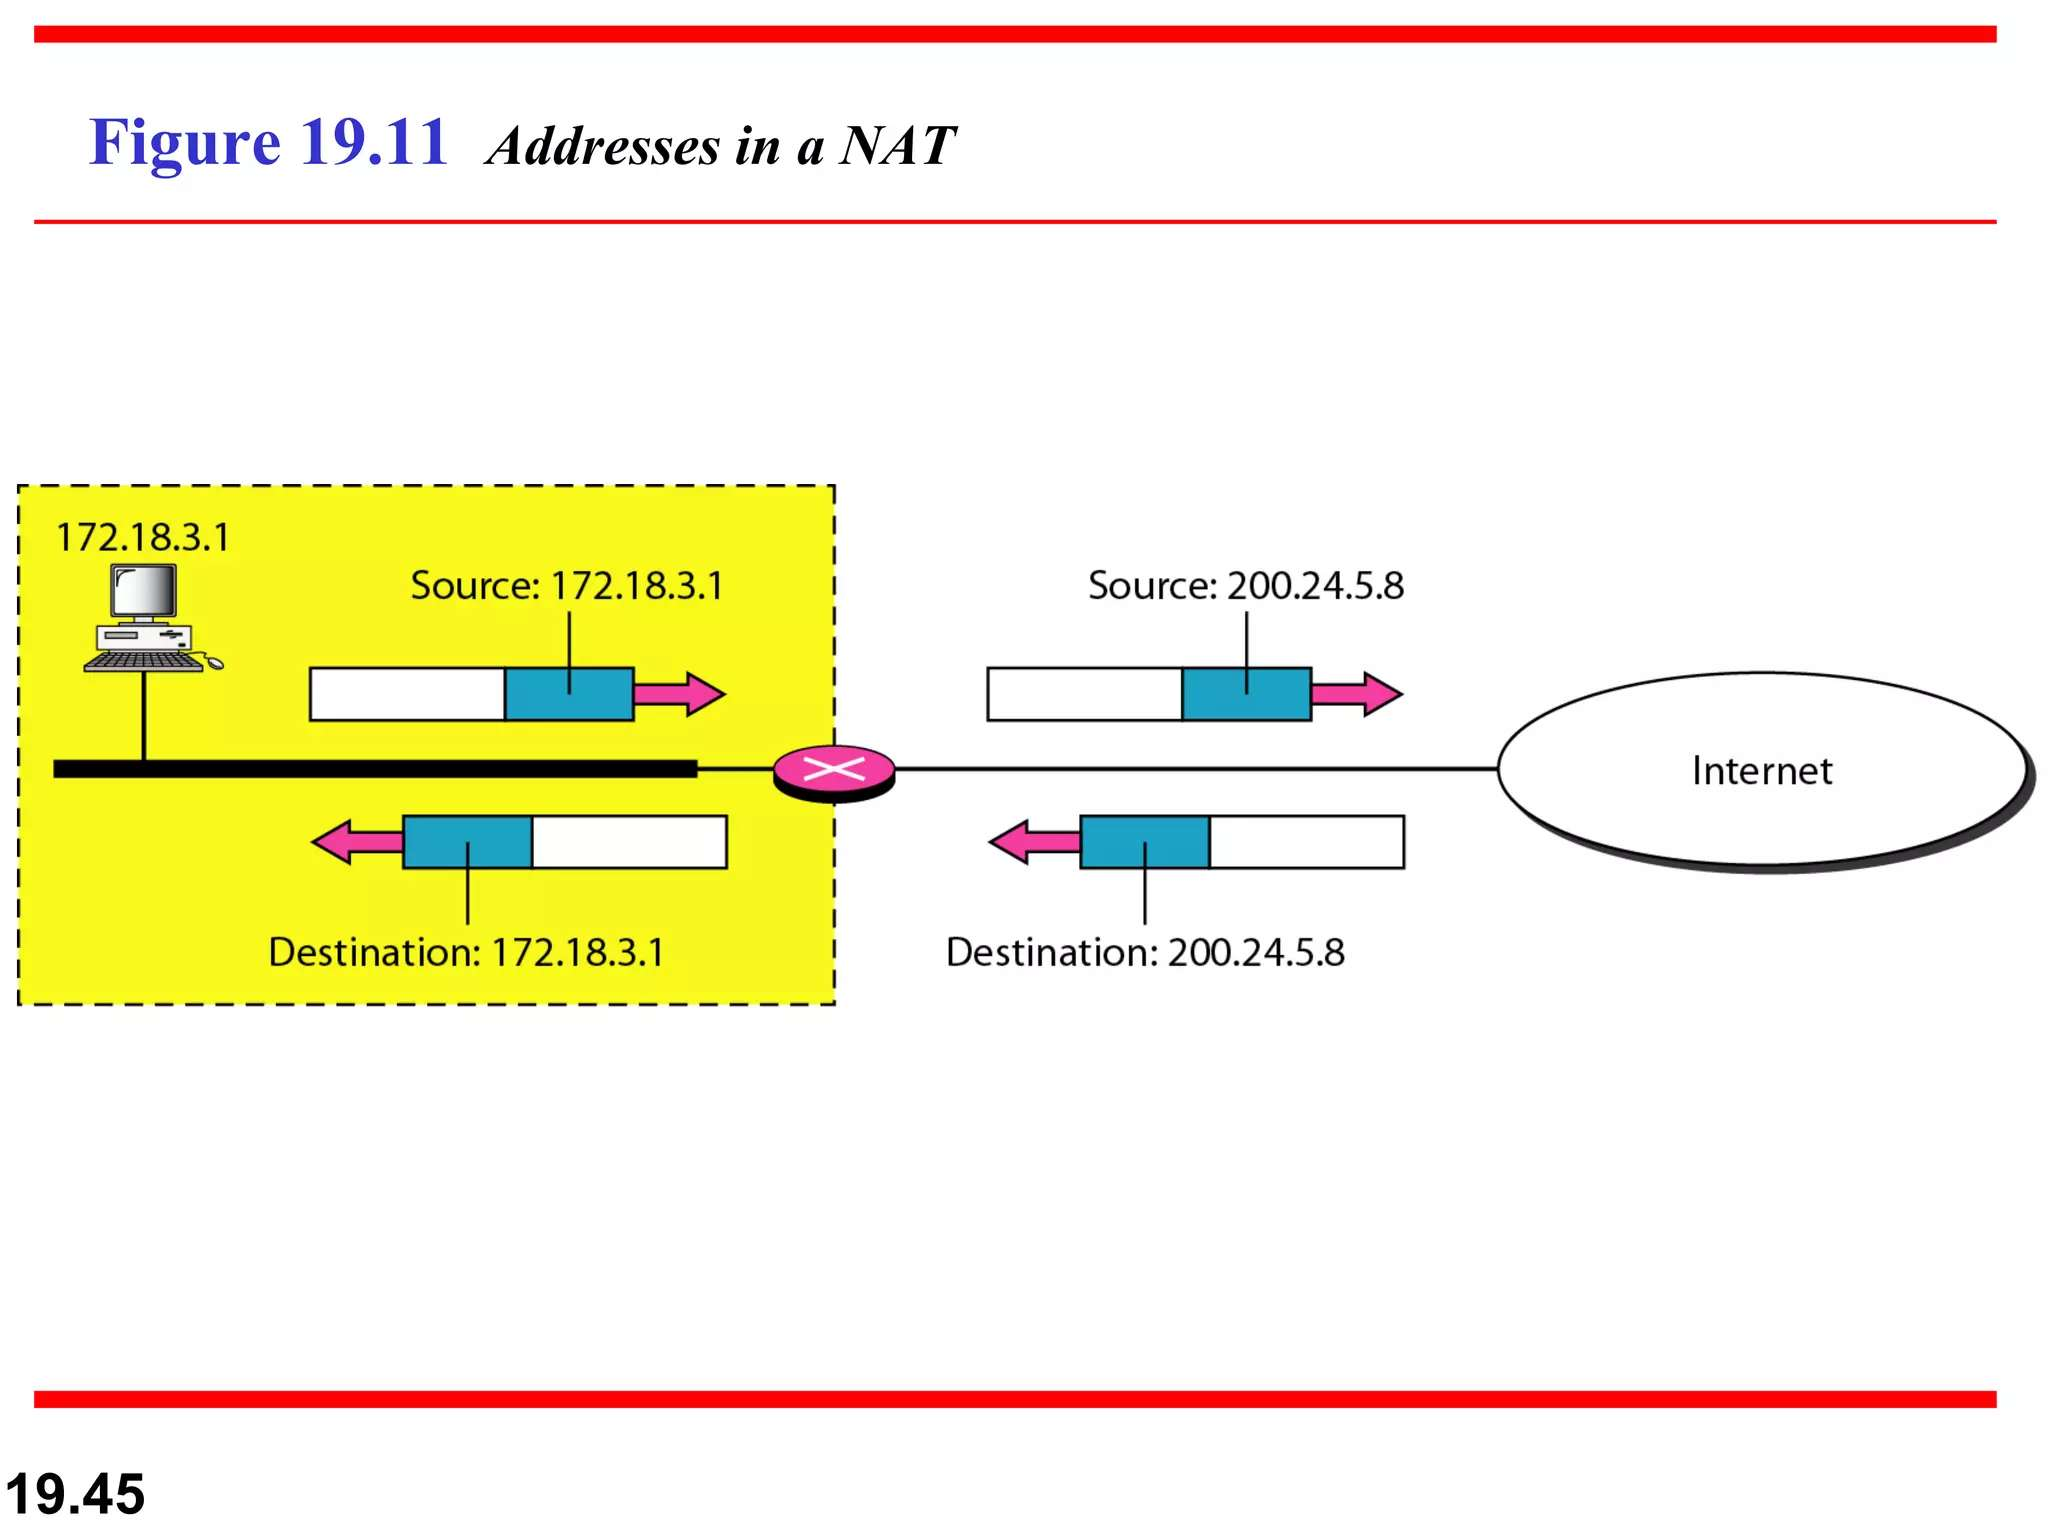 Figure 19.11 Addresses in a NAT
172.18.3.1
Source: 172.18.3.1
Source: 200.24.5.8
Internet
Destination: 172.18.3.1
Destination: 200.24.5.8
19.45